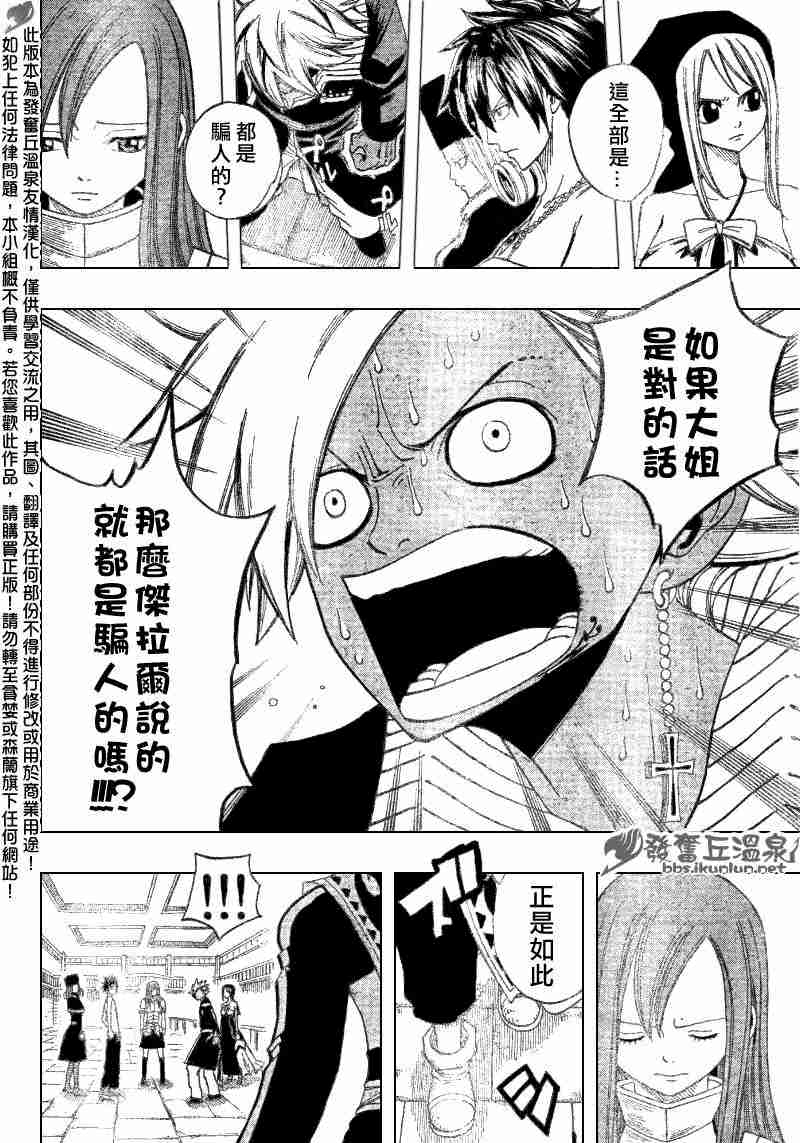 這全部是…
都是
騙人的？
如果大姐
是對的話
那麼傑拉爾說的
就都是騙人的嗎!!!?
正是如此
!!!!
發奮丘溫泉
bbs.ikunlun.net
此版本為發奮丘溫泉友情漢化，僅供學習交流之用，其圖、翻譯及任何部份不得進行修改或用於商業用途！
如犯上任何法律問題，本小組概不負責。若您喜歡此作品，請購買正版！請勿轉至貪婪或森蘭旗下任何網站！